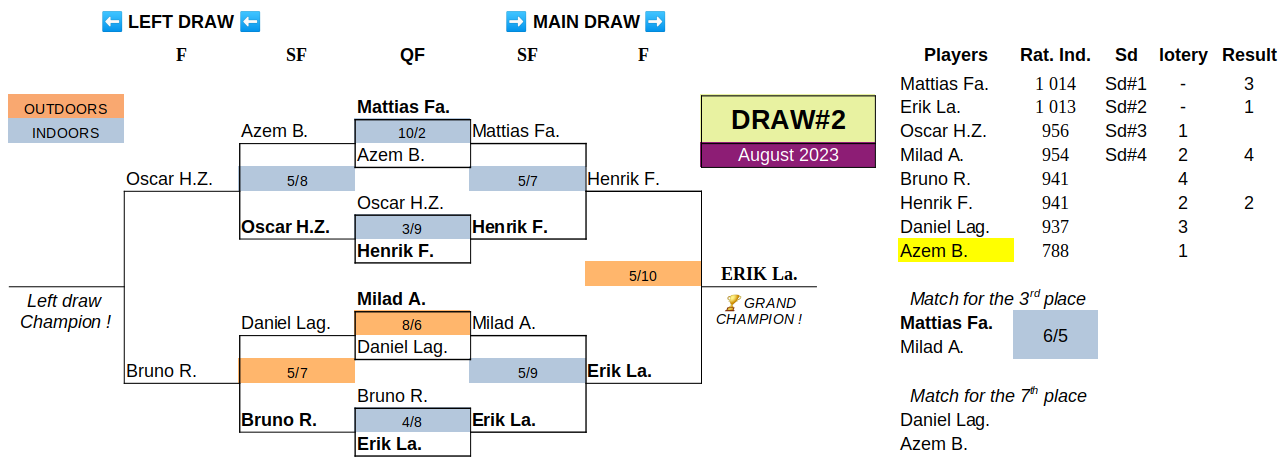 ⬅ LEFT DRAW ⬅ ➡ MAIN DRAW ➡
F SF QF SF F
Players Rat. Ind. Sd lotery Result
Mattias Fa. 1 014 Sd#1 - 3
Erik La. 1 013 Sd#2 - 1
Oscar H.Z. 956 Sd#3 1
Milad A. 954 Sd#4 2 4
Bruno R. 941 4
Henrik F. 941 2 2
Daniel Lag. 937 3
Azem B. 788 1
OUTDOORS
INDOORS
DRAW#2
August 2023
Mattias Fa.
Azem B. 10/2 Mattias Fa.
Azem B.
Oscar H.Z. 5/8 5/7 Henrik F.
Oscar H.Z.
Oscar H.Z. 3/9 Henrik F.
Henrik F.
5/10 ERIK La.
Left draw
Champion !
🏆 GRAND
CHAMPION !
Milad A.
Daniel Lag. 8/6 Milad A.
Daniel Lag.
Bruno R. 5/7 5/9 Erik La.
Bruno R.
Bruno R. 4/8 Erik La.
Erik La.
Match for the 3rd place
Mattias Fa.
6/5
Milad A.
Match for the 7th place
Daniel Lag.
Azem B.